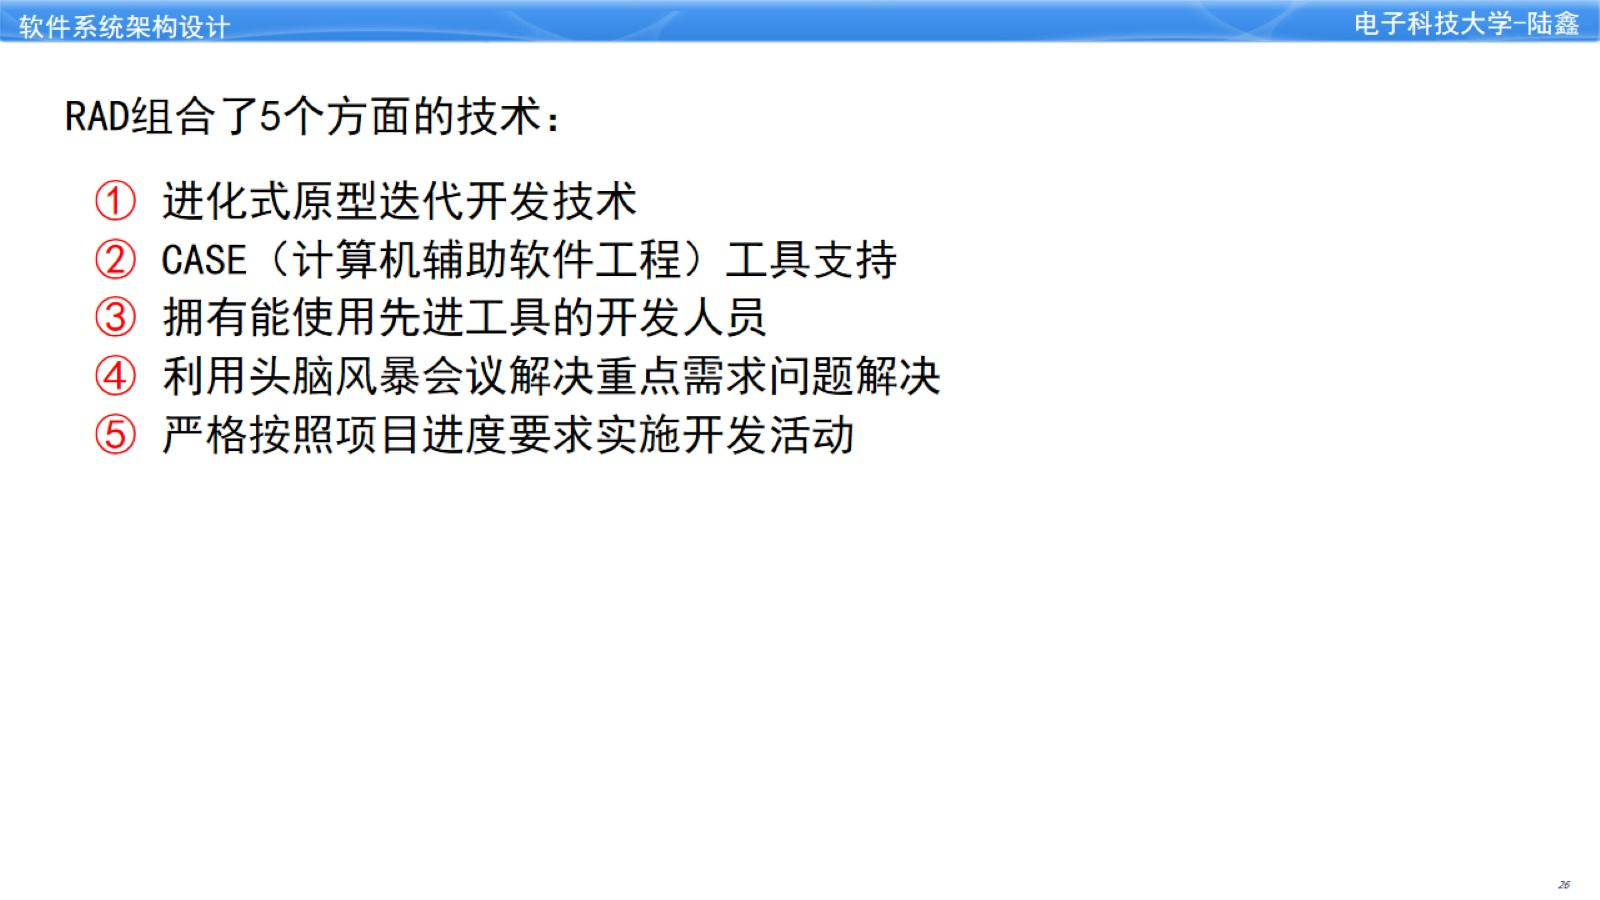 软件系统架构设计
电子科技大学-陆鑫
RAD组合了5个方面的技术：
① 进化式原型迭代开发技术
② CASE（计算机辅助软件工程）工具支持
③ 拥有能使用先进工具的开发人员
④ 利用头脑风暴会议解决重点需求问题解决
⑤ 严格按照项目进度要求实施开发活动
26